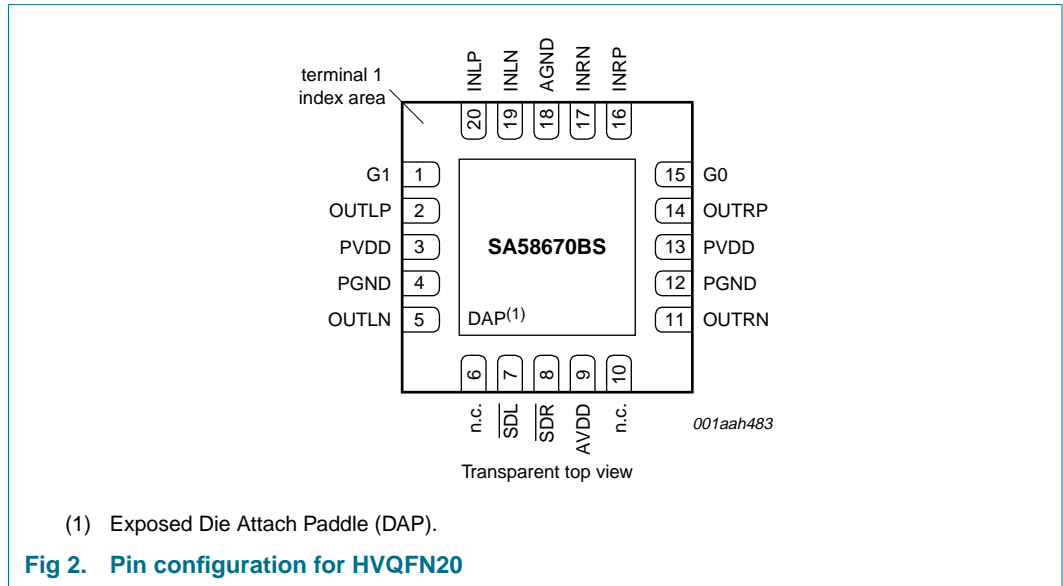 terminal 1
index area
INLP
INLN
AGND
INRN
INRP
20
19
18
17
16
G1 1
15 G0
OUTLP 2
14 OUTRP
PVDD 3
SA58670BS
13 PVDD
PGND 4
12 PGND
OUTLN 5
DAP(1)
11 OUTRN
6
7
8
9
10
n.c.
SDL
SDR
AVDD
n.c.
001aah483
Transparent top view
(1) Exposed Die Attach Paddle (DAP).
Fig 2. Pin configuration for HVQFN20